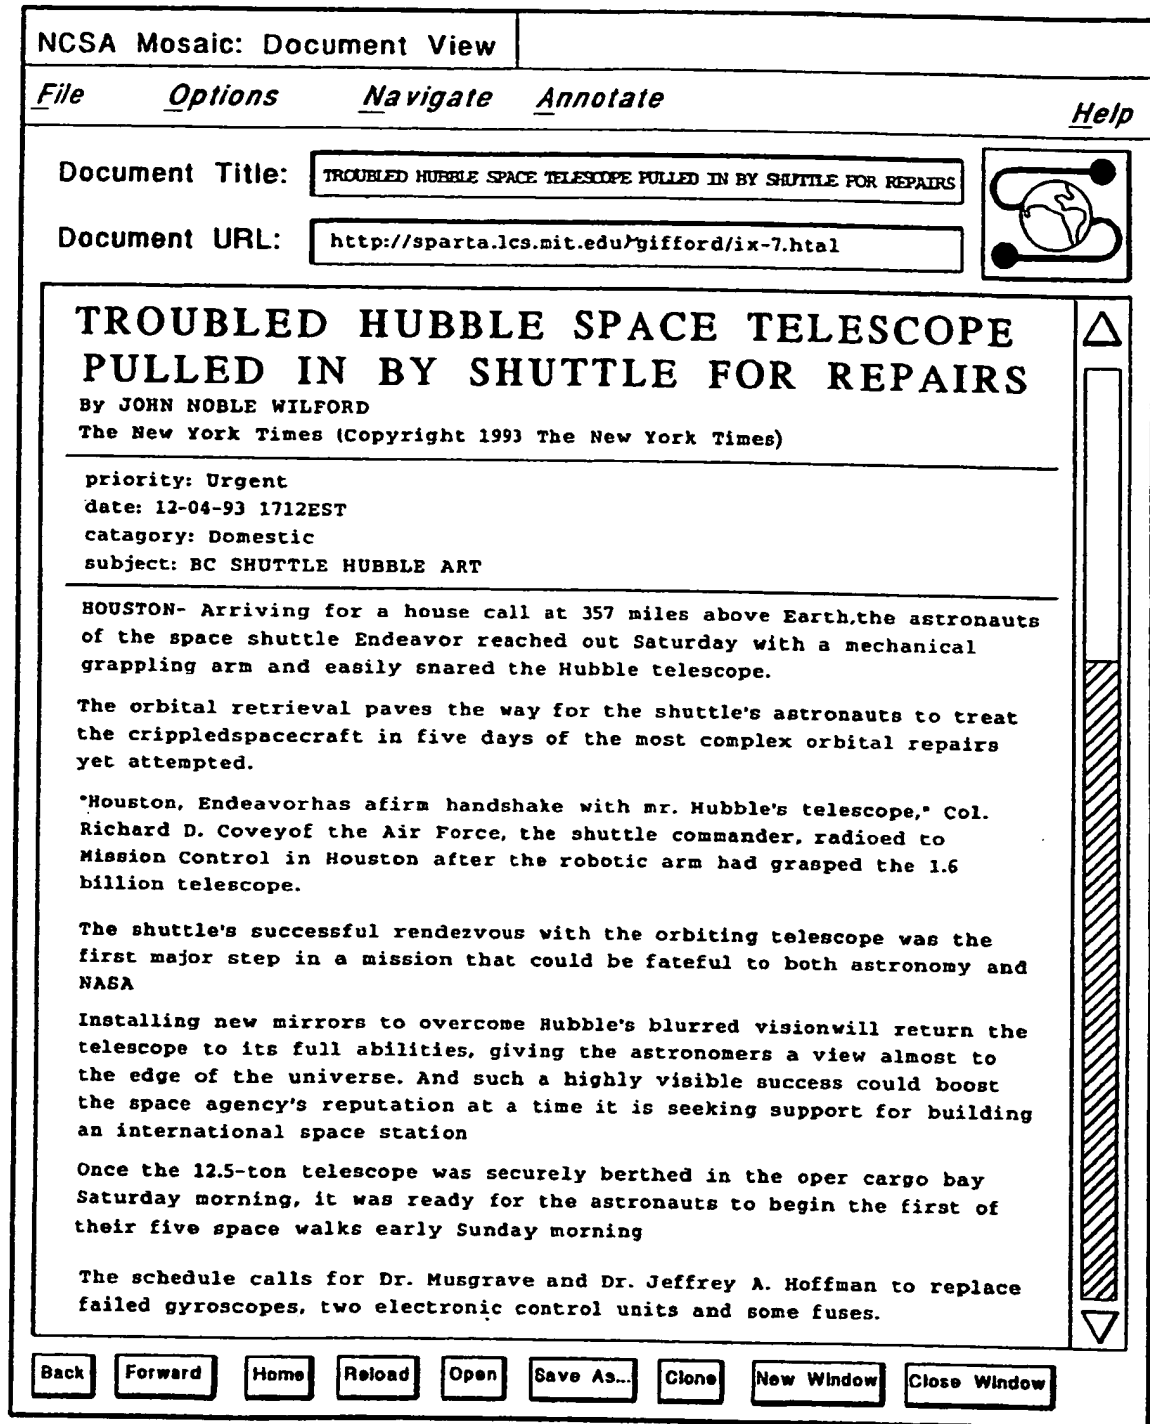 NCSA Mosaic: Document View
File Options Navigate Annotate Help
Document Title: TROUBLED HUBBLE SPACE TELESCOPE PULLED IN BY SHUTTLE FOR REPAIRS
Document URL: http://sparta.lcs.mit.edu/gifford/ix-7.htal
TROUBLED HUBBLE SPACE TELESCOPE
PULLED IN BY SHUTTLE FOR REPAIRS
By JOHN NOBLE WILFORD
The New York Times (Copyright 1993 The New York Times)
priority: Urgent
date: 12-04-93 1712EST
catagory: Domestic
subject: BC SHUTTLE HUBBLE ART
HOUSTON- Arriving for a house call at 357 miles above Earth,the astronauts
of the space shuttle Endeavor reached out Saturday with a mechanical
grappling arm and easily snared the Hubble telescope.
The orbital retrieval paves the way for the shuttle's astronauts to treat
the crippledspacecraft in five days of the most complex orbital repairs
yet attempted.
"Houston, Endeavorhas afirm handshake with mr. Hubble's telescope," Col.
Richard D. Coveyof the Air Force, the shuttle commander, radioed to
Mission Control in Houston after the robotic arm had grasped the 1.6
billion telescope.
The shuttle's successful rendezvous with the orbiting telescope was the
first major step in a mission that could be fateful to both astronomy and
NASA
Installing new mirrors to overcome Hubble's blurred visionwill return the
telescope to its full abilities, giving the astronomers a view almost to
the edge of the universe. And such a highly visible success could boost
the space agency's reputation at a time it is seeking support for building
an international space station
Once the 12.5-ton telescope was securely berthed in the oper cargo bay
Saturday morning, it was ready for the astronauts to begin the first of
their five space walks early Sunday morning
The schedule calls for Dr. Musgrave and Dr. Jeffrey A. Hoffman to replace
failed gyroscopes, two electronic control units and some fuses.
Back Forward Home Reload Open Save As... Clone New Window Close Window